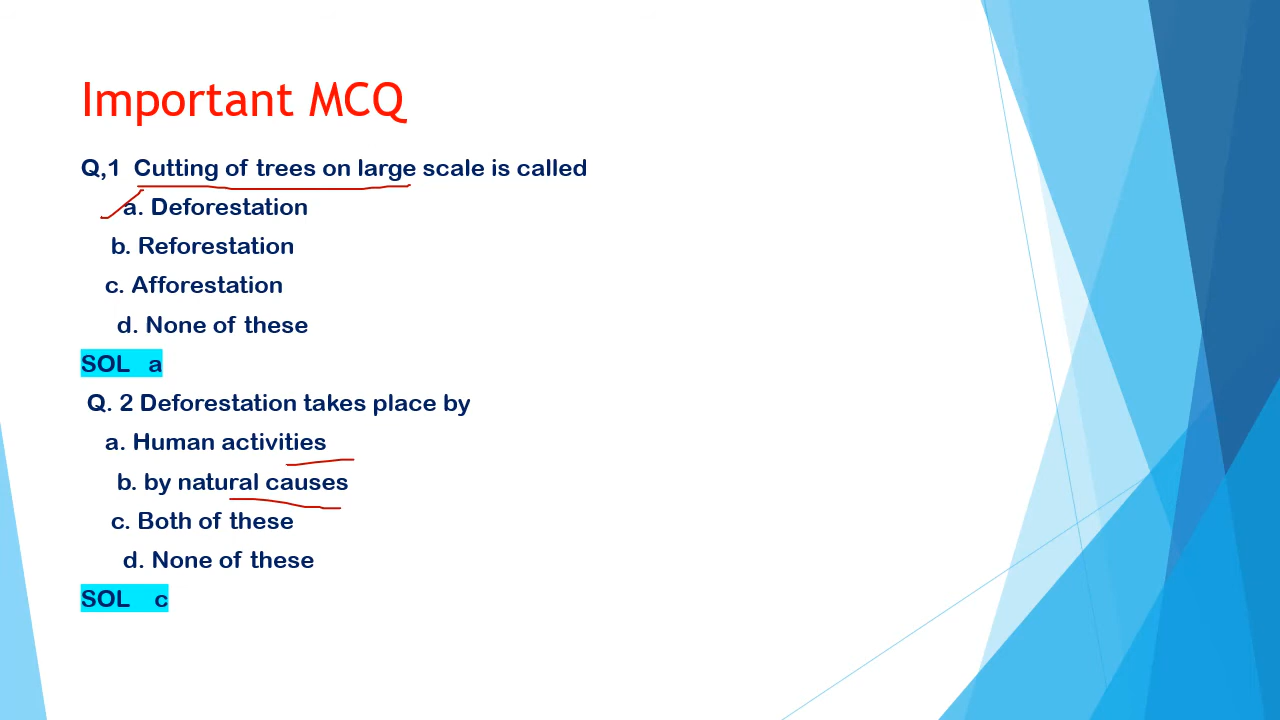 Important MCQ
Q,1 Cutting of trees on large scale is called
a. Deforestation
b. Reforestation
c. Afforestation
d. None of these
SOL a
Q. 2 Deforestation takes place by
a. Human activities
b. by natural causes
c. Both of these
d. None of these
SOL c